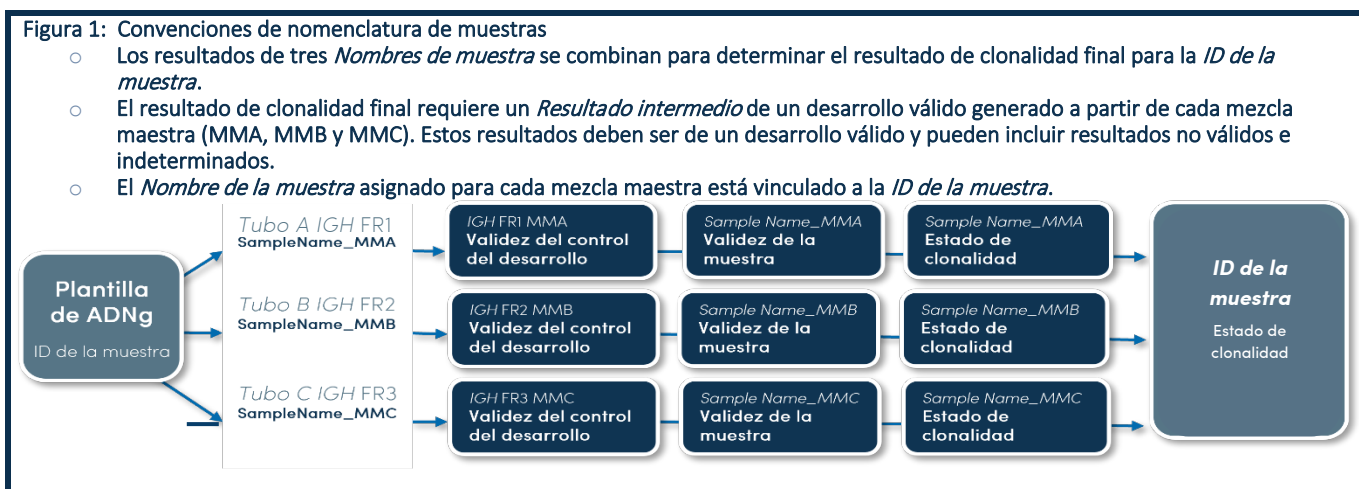 Figura 1: Convenciones de nomenclatura de muestras
o Los resultados de tres Nombres de muestra se combinan para determinar el resultado de clonalidad final para la ID de la
muestra.
o El resultado de clonalidad final requiere un Resultado intermedio de un desarrollo válido generado a partir de cada mezcla
maestra (MMA, MMB y MMC). Estos resultados deben ser de un desarrollo válido y pueden incluir resultados no válidos e
indeterminados.
o El Nombre de la muestra asignado para cada mezcla maestra está vinculado a la ID de la muestra.
Plantilla
de ADNg
ID de la muestra
Tubo A IGH FR1
SampleName_MMA
IGH FR1 MMA
Validez del control
del desarrollo
Sample Name_MMA
Validez de la
muestra
Sample Name_MMA
Estado de
clonalidad
Tubo B IGH FR2
SampleName_MMB
IGH FR2 MMB
Validez del control
del desarrollo
Sample Name_MMB
Validez de la
muestra
Sample Name_MMB
Estado de
clonalidad
Tubo C IGH FR3
SampleName_MMC
IGH FR3 MMC
Validez del control
del desarrollo
Sample Name_MMC
Validez de la
muestra
Sample Name_MMC
Estado de
clonalidad
ID de la
muestra
Estado de
clonalidad